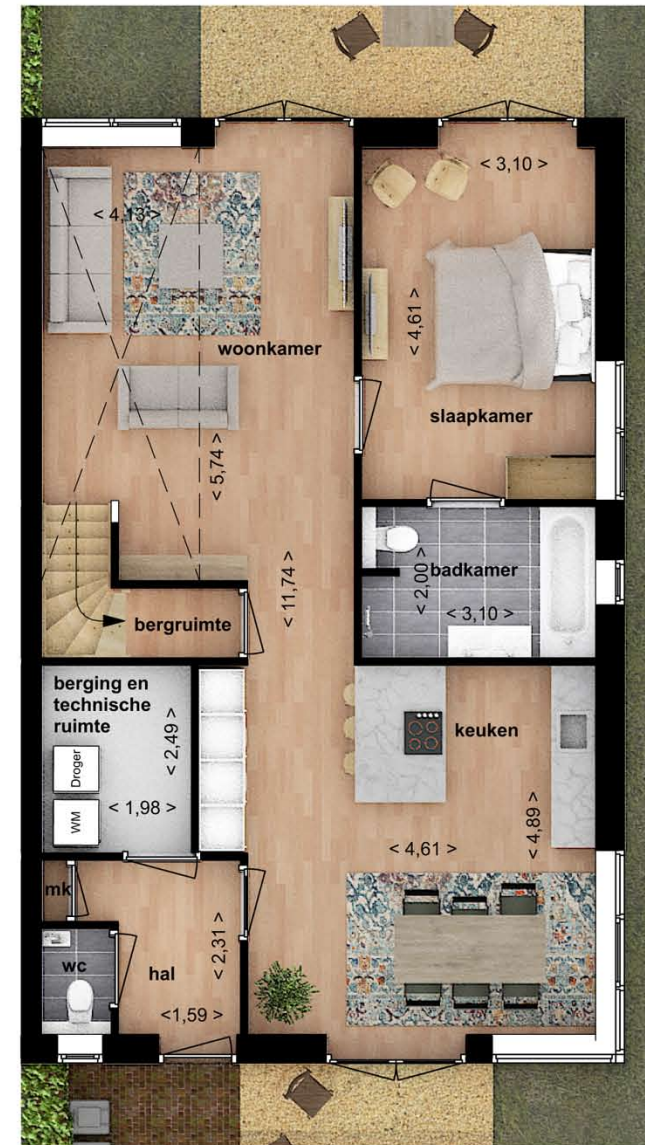 < 3,10 >
< 4,13 >
< 4,61 >
woonkamer
slaapkamer
< 5,74 >
< 11,74 >
badkamer
< 2,00 >
< 3,10 >
bergruimte
berging en
technische
ruimte
< 2,49 >
Droger
WM
< 1,98 >
keuken
< 4,61 >
< 4,89 >
mk
wc
hal
< 2,31 >
<1,59 >